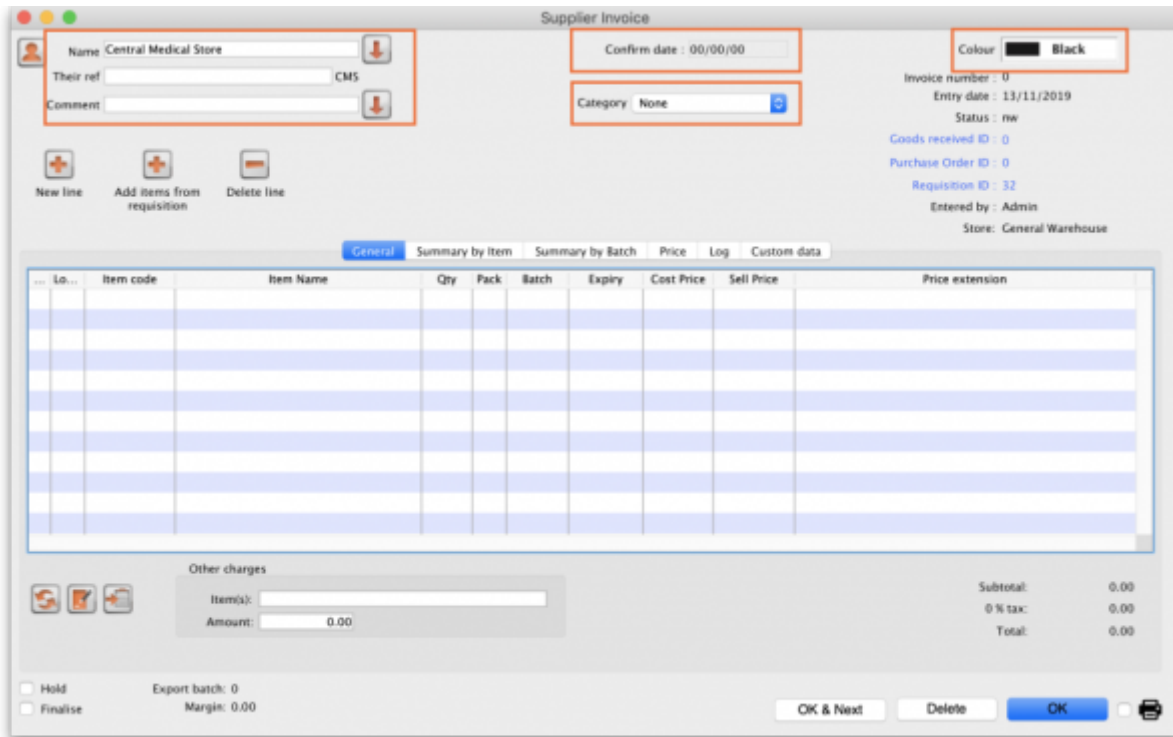 Supplier Invoice
Name Central Medical Store
Their ref CMS
Comment
Confirm date : 00/00/00
Category None
Colour Black
Invoice number : 0
Entry date : 13/11/2019
Status : nw
Goods received ID : 0
Purchase Order ID : 0
Requisition ID : 32
Entered by : Admin
Store: General Warehouse
New line
Add items from requisition
Delete line
General Summary by Item Summary by Batch Price Log Custom data
... Lo... Item code Item Name Qty Pack Batch Expiry Cost Price Sell Price Price extension
Other charges
Item(s):
Amount: 0.00
Subtotal: 0.00
0 % tax: 0.00
Total: 0.00
Hold
Finalise
Export batch: 0
Margin: 0.00
OK & Next Delete OK